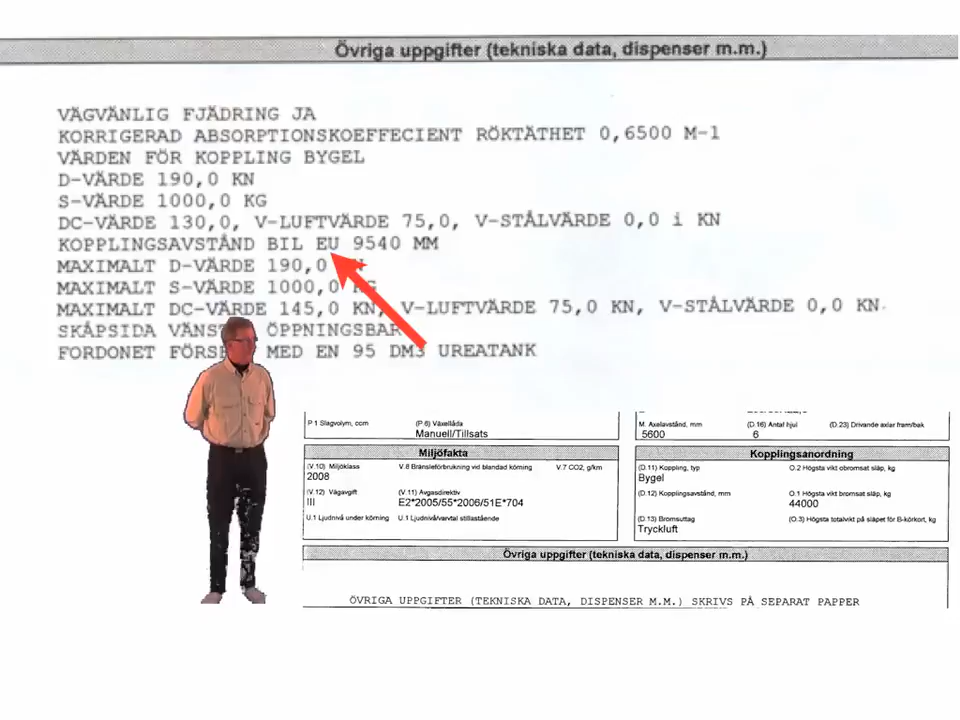 Övriga uppgifter (tekniska data, dispenser m.m.)
VÄGVÄNLIG FJÄDRING JA
KORRIGERAD ABSORPTIONSKOEFFECIENT RÖKTÄTHET 0,6500 M-1
VÄRDEN FÖR KOPPLING BYGEL
D-VÄRDE 190,0 KN
S-VÄRDE 1000,0 KG
DC-VÄRDE 130,0, V-LUFTVÄRDE 75,0, V-STÅLVÄRDE 0,0 i KN
KOPPLINGSAVSTÅND BIL EU 9540 MM
MAXIMALT D-VÄRDE 190,0
MAXIMALT S-VÄRDE 1000,0 KG
MAXIMALT DC-VÄRDE 145,0 KN, V-LUFTVÄRDE 75,0 KN, V-STÅLVÄRDE 0,0 KN
SKÅPSIDA ÖPPNINGSBAR
FORDONET MED EN 95 DM3 UREATANK
P 1 Slagvolym, ccm (P 6) Växellåda
Manuell/Tillsats
Miljöfakta
(V.10) Miljöklass V.8 Bränsleförbrukning vid blandad körning V.7 CO2, g/km
2008
(V.12) Vägavgift (V.11) Avgasdirektiv
III E2*2005/55*2006/51E*704
U.1 Ljudnivå under körning U.1 Ljudnivå/varvtal stillastående
M. Axelavstånd, mm (D.16) Antal hjul (D.23) Drivande axlar fram/bak
5600 6
Kopplingsanordning
(D.11) Koppling, typ O.2 Högsta vikt obromsat släp, kg
Bygel
(D.12) Kopplingsavstånd, mm O.1 Högsta vikt bromsat släp, kg
44000
(D.13) Bromsuttag (O.3) Högsta totalvikt på släpet för B-körkort, kg
Tryckluft
Övriga uppgifter (tekniska data, dispenser m.m.)
ÖVRIGA UPPGIFTER (TEKNISKA DATA, DISPENSER M.M.) SKRIVS PÅ SEPARAT PAPPER